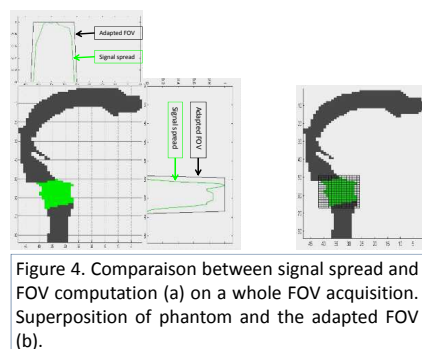 Adapted FOV
Signal spread
Signal spread
Adapted FOV
Figure 4. Comparaison between signal spread and
FOV computation (a) on a whole FOV acquisition.
Superposition of phantom and the adapted FOV
(b).